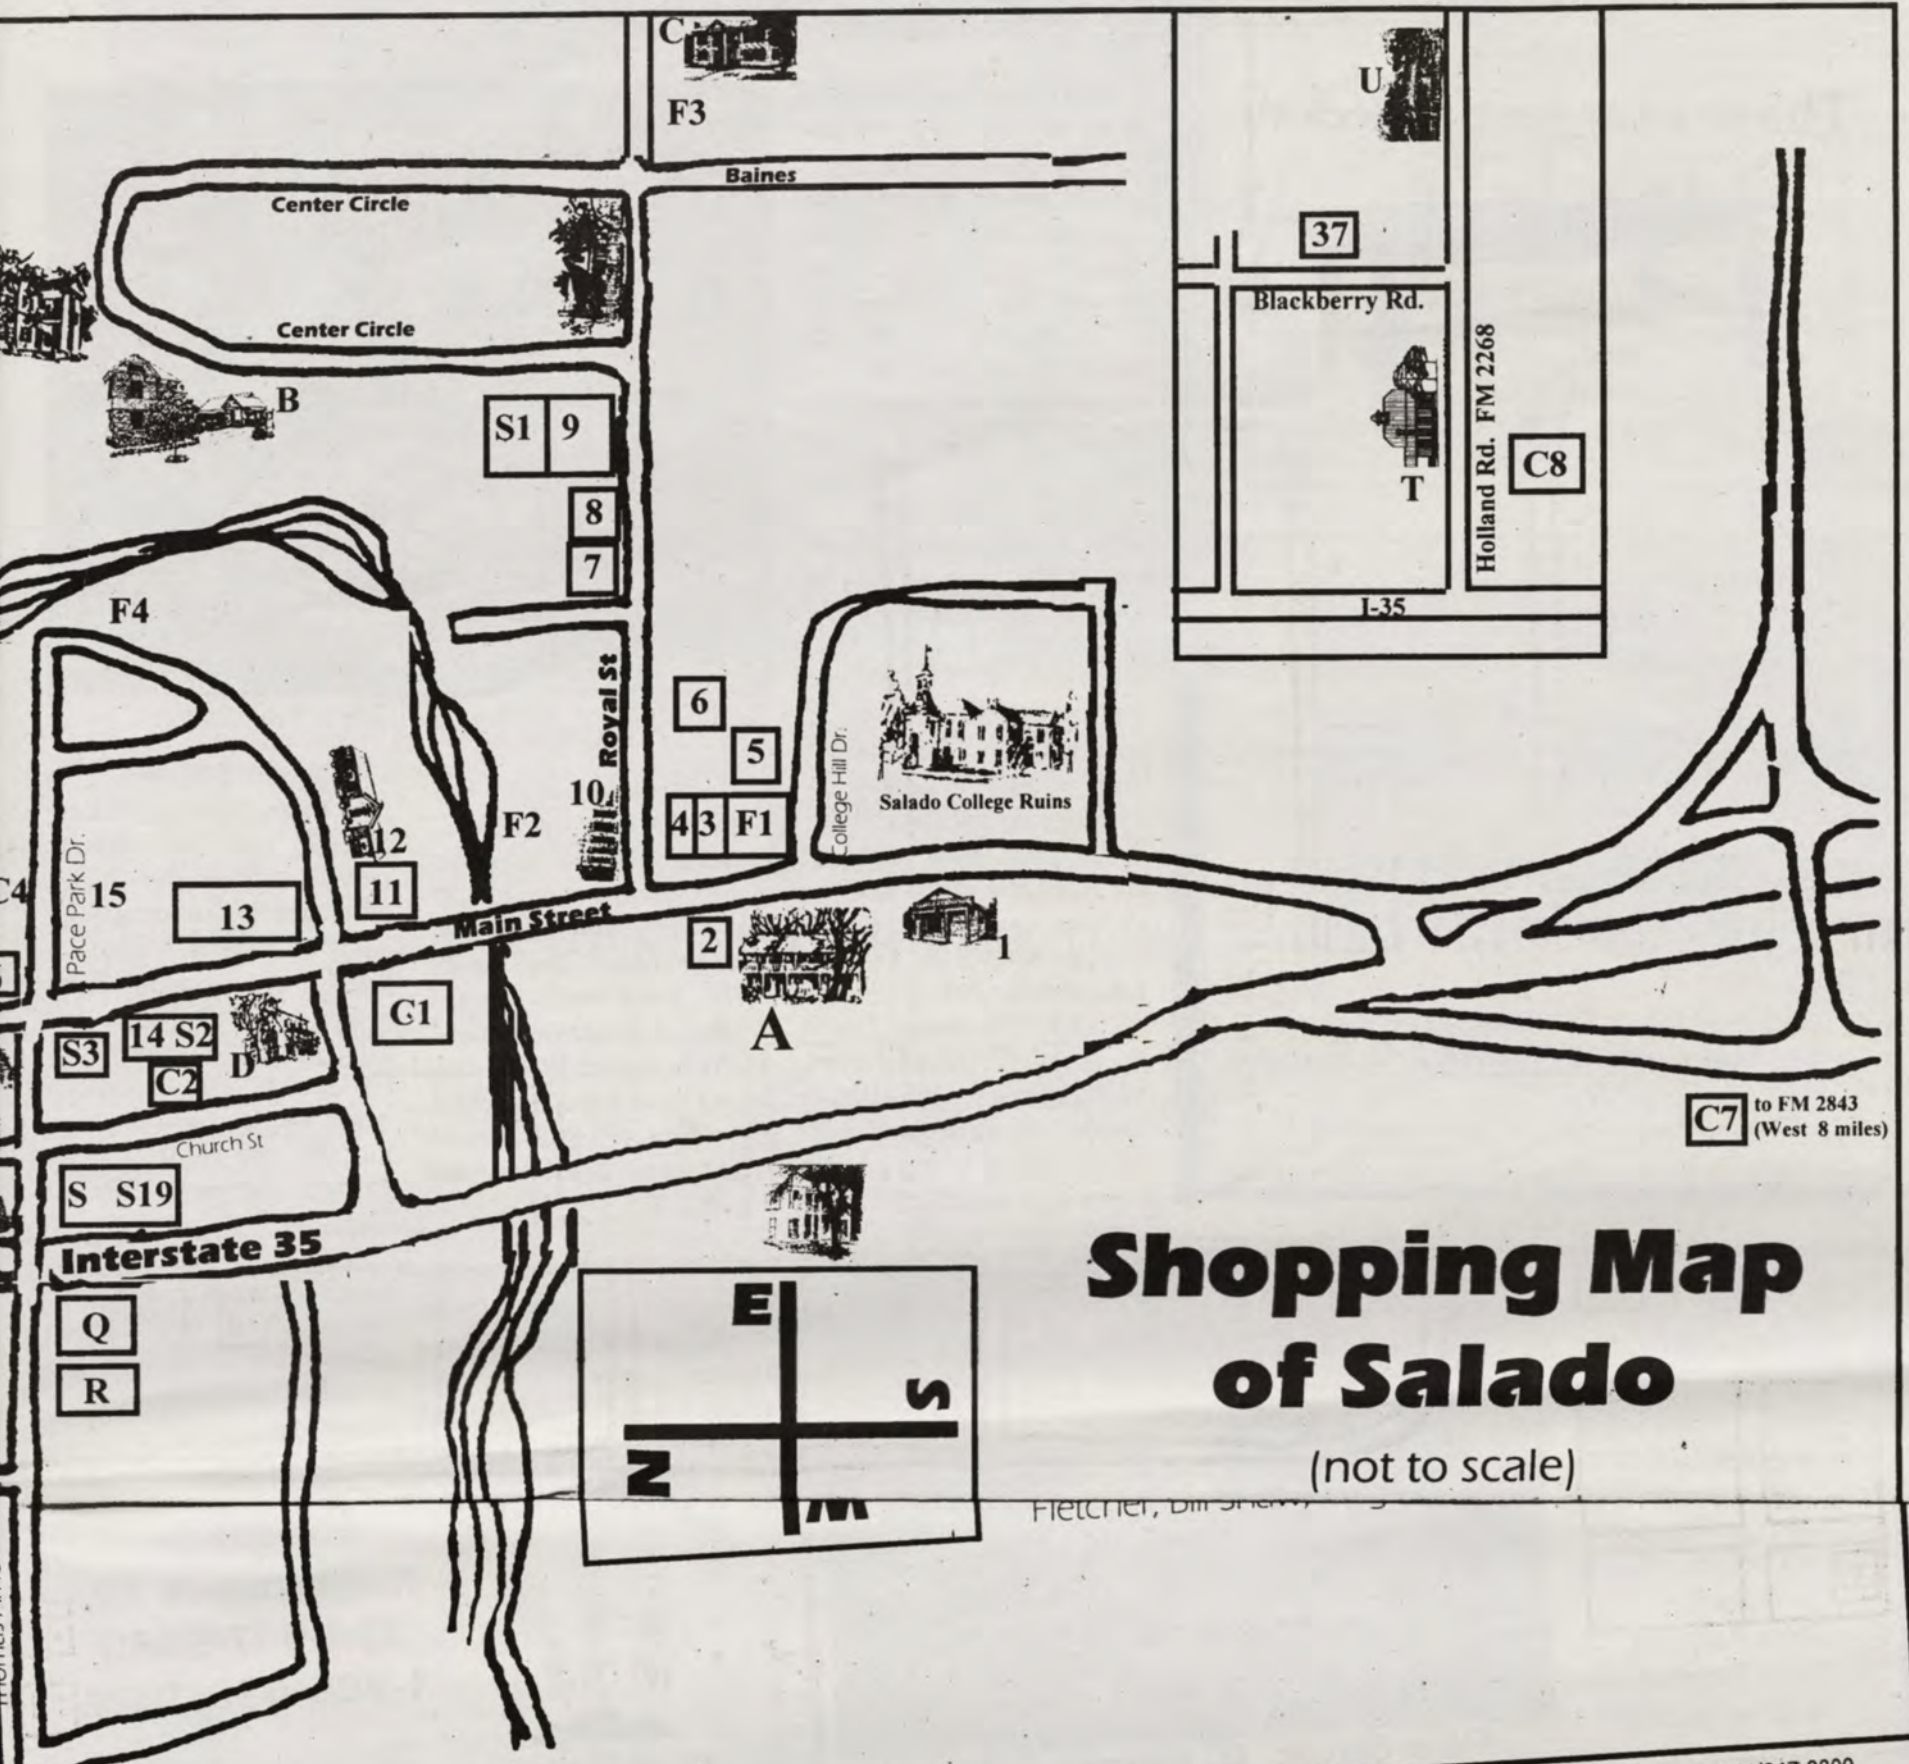 C
F3
U
Baines
Center Circle
37
Blackberry Rd.
Center Circle
B
S1 9
Holland Rd. FM 2268
C8
T
8
7
F4
I-35
Royal St
6
5
College Hill Dr.
Salado College Ruins
10
4 3 F1
F2
12
11
C4
15
Pace Park Dr.
13
Main Street
2
1
A
C1
S3
14 S2
D
C2
Church St
C7 to FM 2843
(West 8 miles)
S S19
Interstate 35
Q
R
E
S
N
W
Shopping Map
of Salado
(not to scale)